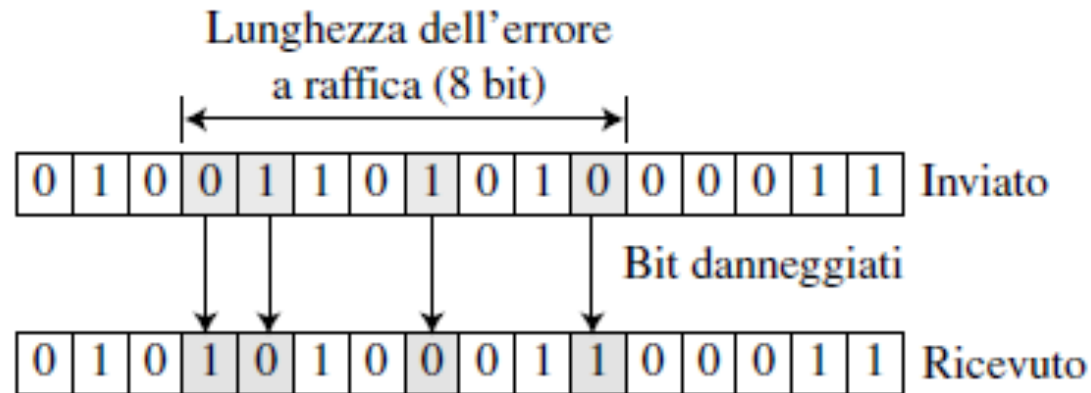 Lunghezza dell'errore
a raffica (8 bit)
0 1 0 0 1 1 0 1 0 1 0 0 0 0 1 1 Inviato
Bit danneggiati
0 1 0 1 0 1 0 0 0 1 1 0 0 0 1 1 Ricevuto